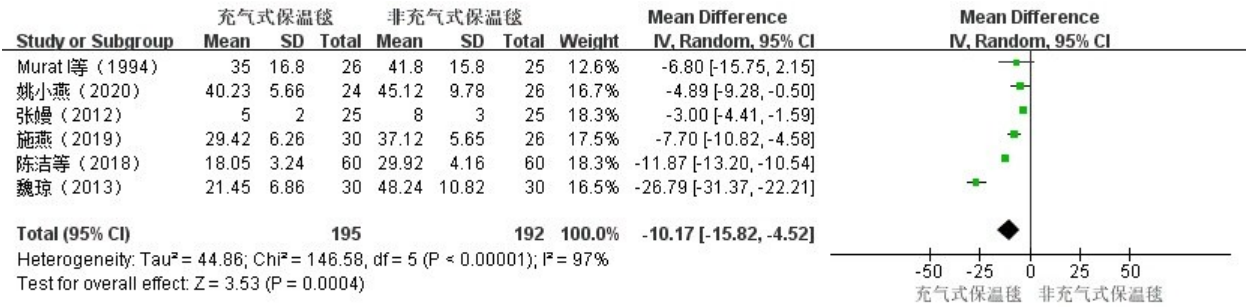 充气式保温毯 非充气式保温毯 Mean Difference Mean Difference
Study or Subgroup Mean SD Total Mean SD Total Weight IV, Random, 95% CI IV, Random, 95% CI
Murat I等（1994） 35 16.8 26 41.8 15.8 25 12.6% -6.80 [-15.75, 2.15]
姚小燕（2020） 40.23 5.66 24 45.12 9.78 26 16.7% -4.89 [-9.28, -0.50]
张嫚（2012） 5 2 25 8 3 25 18.3% -3.00 [-4.41, -1.59]
施燕（2019） 29.42 6.26 30 37.12 5.65 26 17.5% -7.70 [-10.82, -4.58]
陈洁等（2018） 18.05 3.24 60 29.92 4.16 60 18.3% -11.87 [-13.20, -10.54]
魏琼（2013） 21.45 6.86 30 48.24 10.82 30 16.5% -26.79 [-31.37, -22.21]
Total (95% CI) 195 192 100.0% -10.17 [-15.82, -4.52]
Heterogeneity: Tau² = 44.86; Chi² = 146.58, df = 5 (P < 0.00001); I² = 97%
Test for overall effect: Z = 3.53 (P = 0.0004)
-50 -25 0 25 50
充气式保温毯 非充气式保温毯